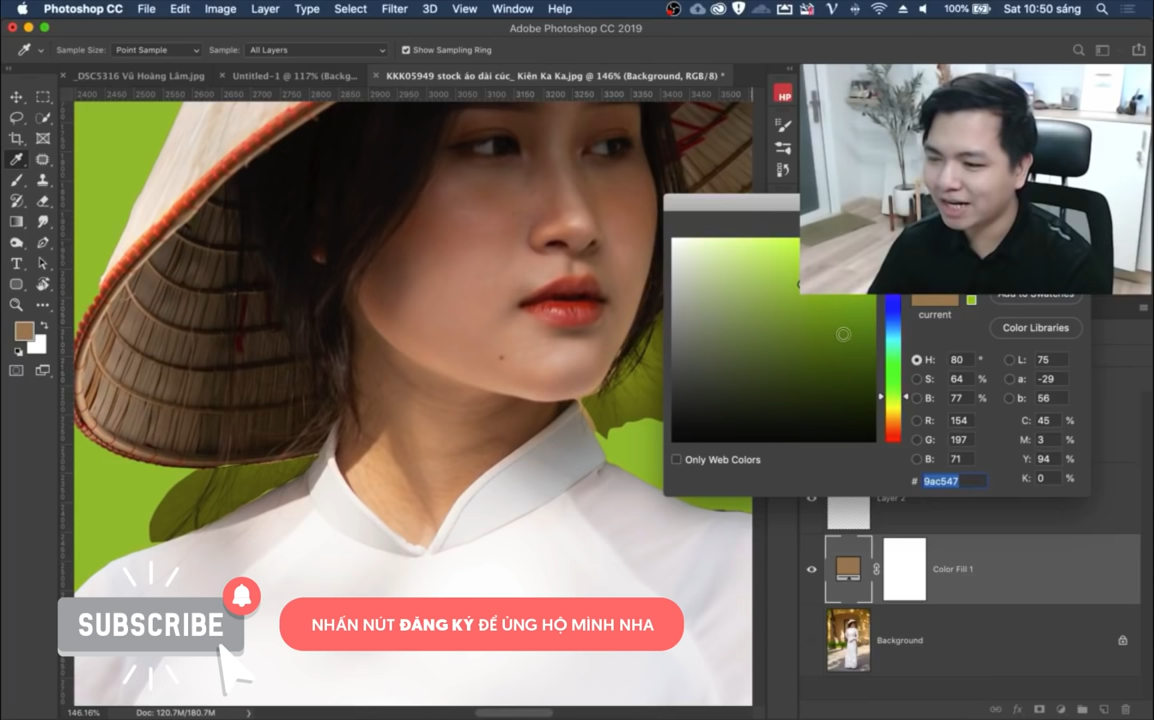 Photoshop CC File Edit Image Layer Type Select Filter 3D View Window Help 100% Sat 10:50 sáng
Adobe Photoshop CC 2019
Sample Size: Point Sample Sample: All Layers Show Sampling Ring
_DSC5316 Vũ Hoàng Lâm.jpg Untitled-1 @ 117% (Backg... KKK05949 stock áo dài cúc_ Kiên Ka Ka.jpg @ 146% (Background, RGB/8) *
2400 2450 2500 2550 2600 2650 2700 2750 2800 2850 2900 2950 3000 3050 3100 3150 3200 3250 3300 3350 3400 3450 3500
HP
Add to Swatches
current
Color Libraries
H: 80 ° L: 75
S: 64 % a: -29
B: 77 % b: 56
R: 154 C: 45 %
G: 197 M: 3 %
B: 71 Y: 94 %
# 9ac547 K: 0 %
Only Web Colors
Layer 2
Color Fill 1
Background
SUBSCRIBE
NHẤN NÚT ĐĂNG KÝ ĐỂ ỦNG HỘ MÌNH NHA
146.16% Doc: 120.7M/180.7M